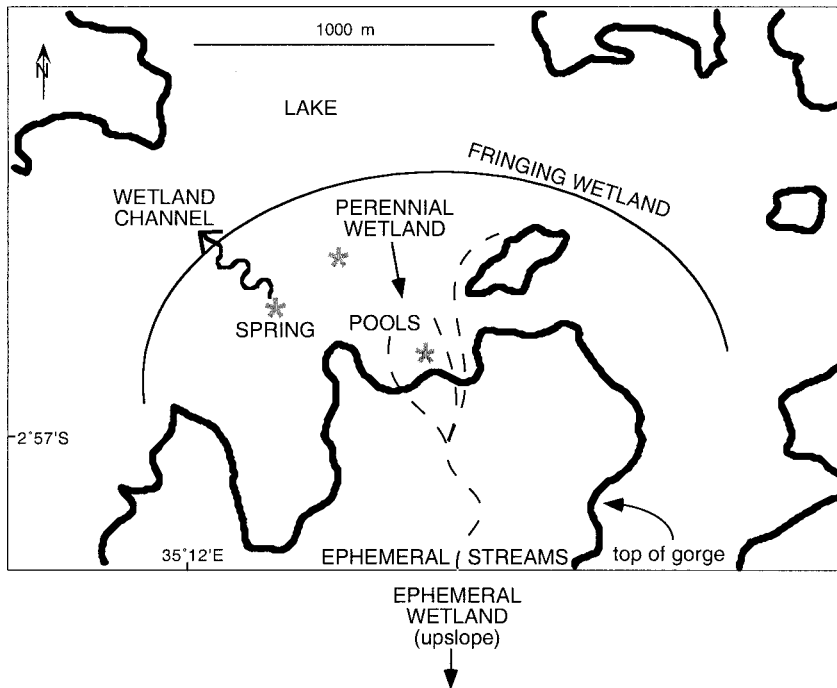 1000 m
N
LAKE
FRINGING WETLAND
WETLAND
CHANNEL
PERENNIAL
WETLAND
SPRING
POOLS
2°57'S
35°12'E
EPHEMERAL STREAMS
top of gorge
EPHEMERAL
WETLAND
(upslope)